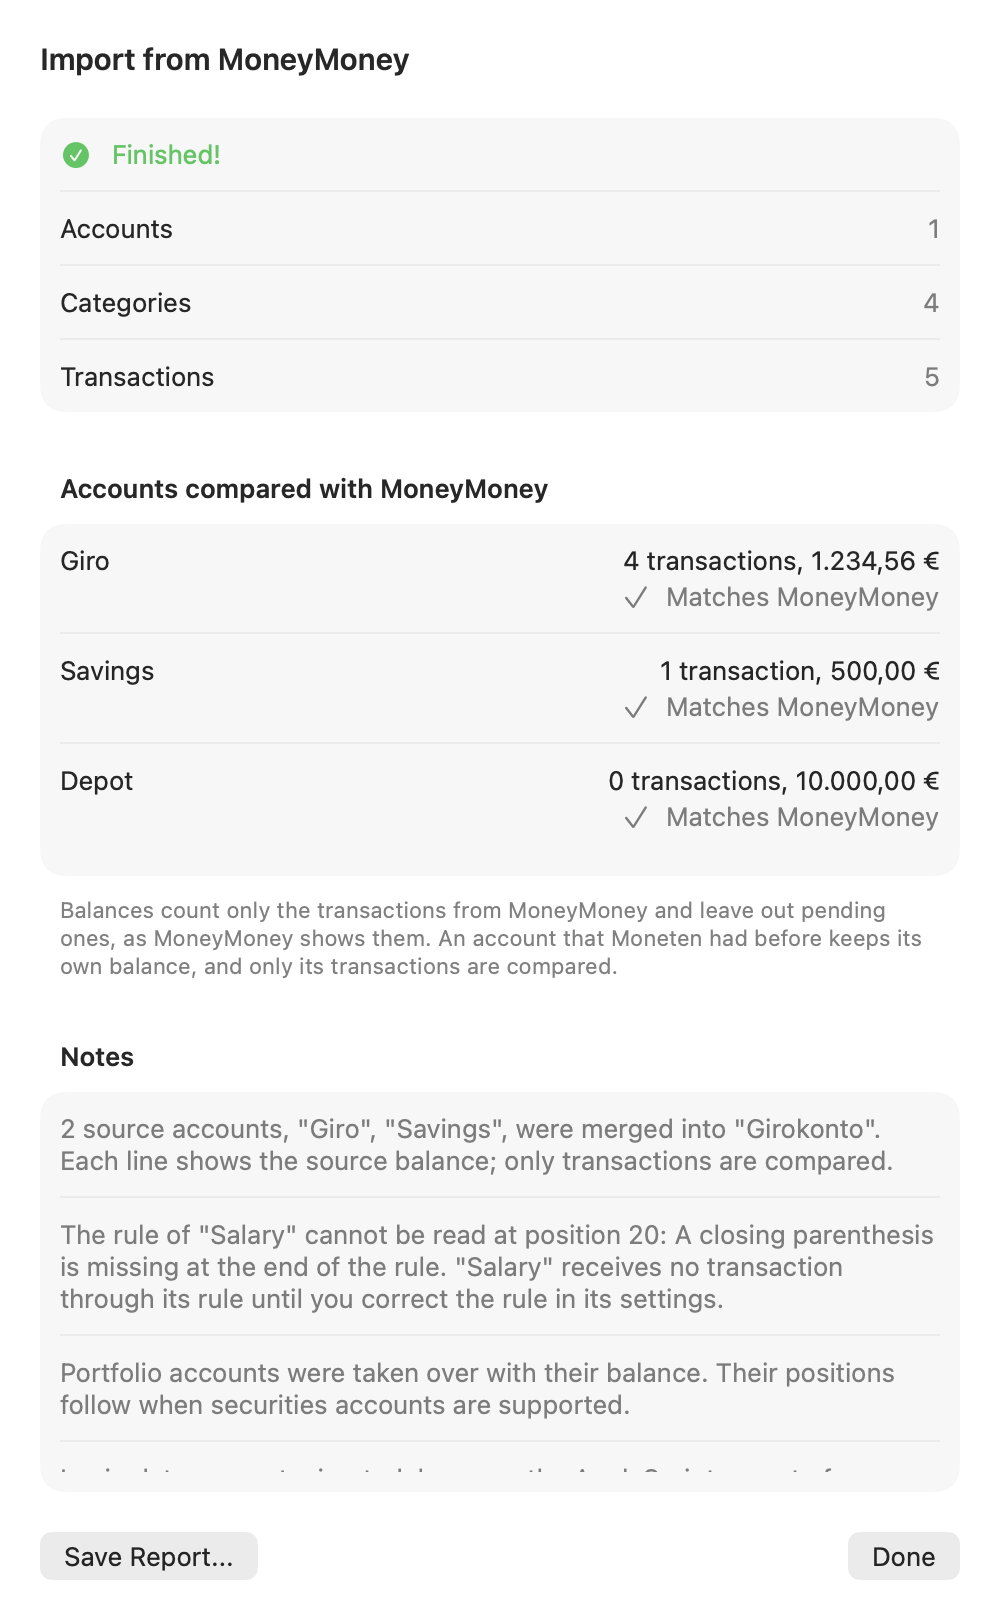 Import from MoneyMoney
Finished!
Accounts 1
Categories 4
Transactions 5
Accounts compared with MoneyMoney
Giro 4 transactions, 1.234,56 €
Matches MoneyMoney
Savings 1 transaction, 500,00 €
Matches MoneyMoney
Depot 0 transactions, 10.000,00 €
Matches MoneyMoney
Balances count only the transactions from MoneyMoney and leave out pending
ones, as MoneyMoney shows them. An account that Moneten had before keeps its
own balance, and only its transactions are compared.
Notes
2 source accounts, "Giro", "Savings", were merged into "Girokonto".
Each line shows the source balance; only transactions are compared.
The rule of "Salary" cannot be read at position 20: A closing parenthesis
is missing at the end of the rule. "Salary" receives no transaction
through its rule until you correct the rule in its settings.
Portfolio accounts were taken over with their balance. Their positions
follow when securities accounts are supported.
Save Report...
Done